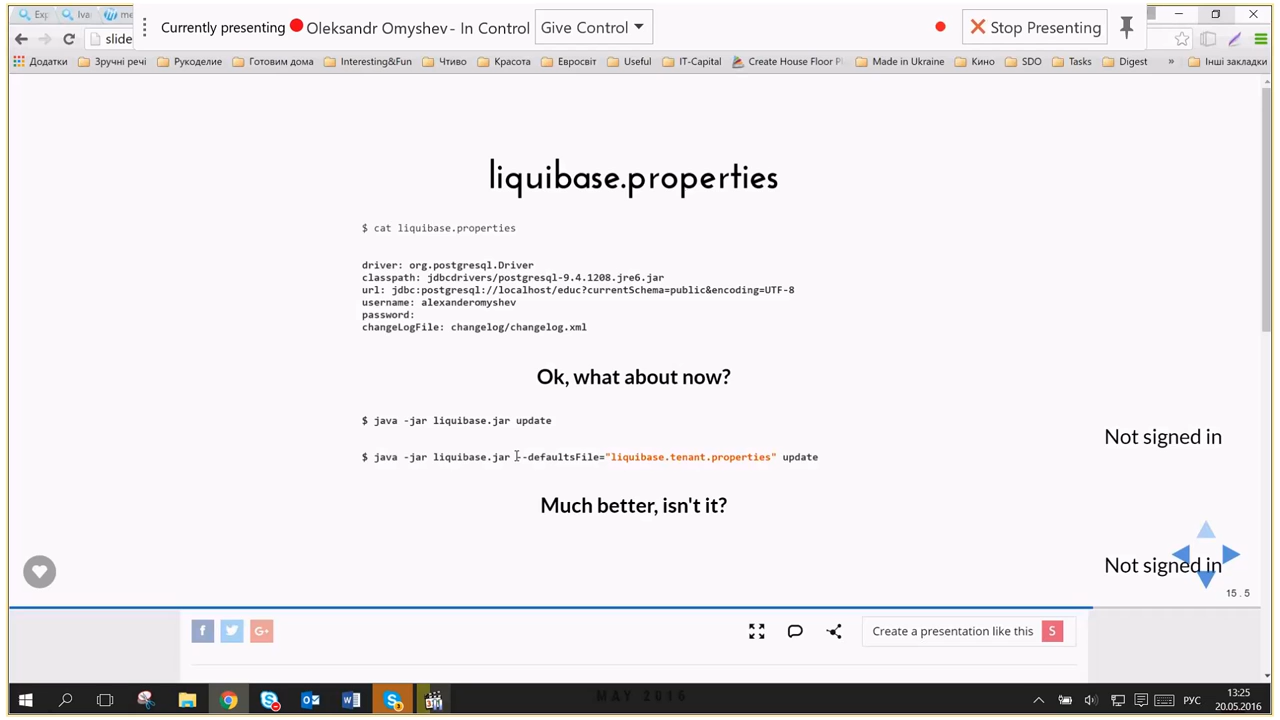 Exp
Iva
me
Currently presenting Oleksandr Omyshev - In Control Give Control Stop Presenting
slide
Додатки Зручні речі Рукоделие Готовим дома Interesting&Fun Чтиво Красота Евросвіт Useful IT-Capital Create House Floor Pl Made in Ukraine Кино SDO Tasks Digest » Інші закладки
liquibase.properties
$ cat liquibase.properties
driver: org.postgresql.Driver
classpath: jdbcdrivers/postgresql-9.4.1208.jre6.jar
url: jdbc:postgresql://localhost/educ?currentSchema=public&encoding=UTF-8
username: alexanderomyshev
password:
changeLogFile: changelog/changelog.xml
Ok, what about now?
$ java -jar liquibase.jar update
Not signed in
$ java -jar liquibase.jar --defaultsFile="liquibase.tenant.properties" update
Much better, isn't it?
Not signed in
15.5
Create a presentation like this S
MAY 2016
РУС
13:25
20.05.2016